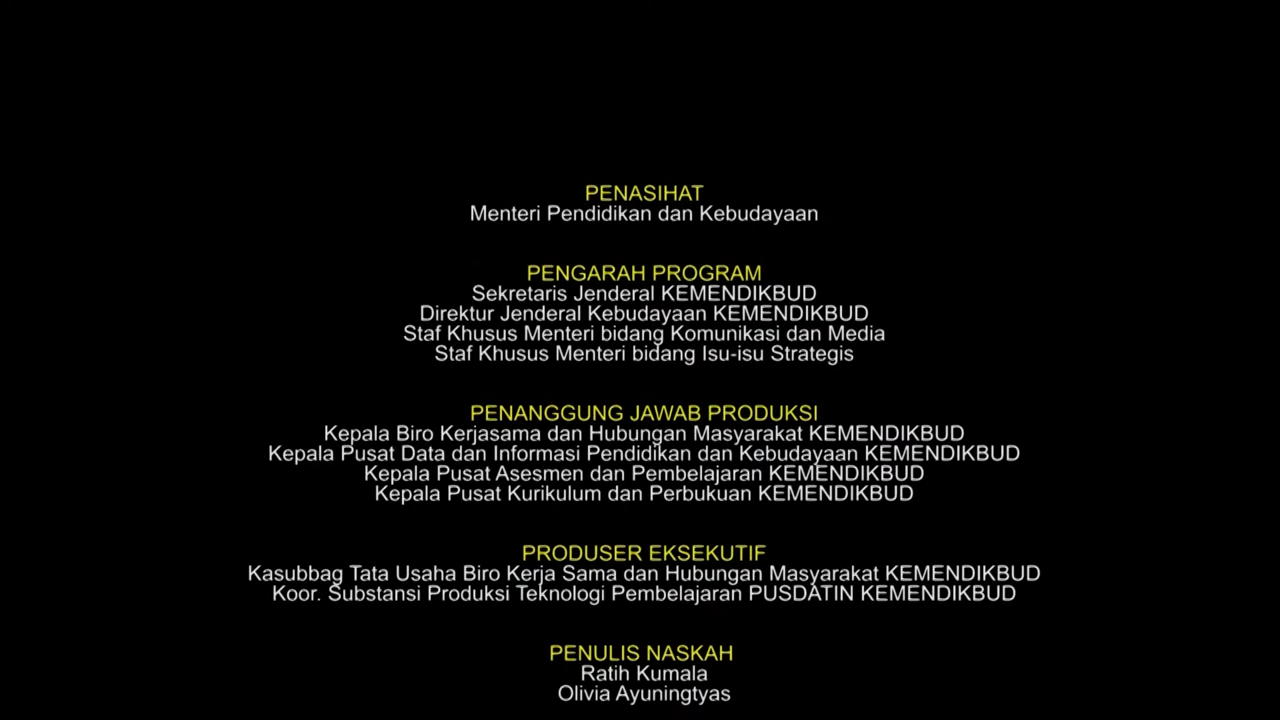 PENASIHAT
Menteri Pendidikan dan Kebudayaan
PENGARAH PROGRAM
Sekretaris Jenderal KEMENDIKBUD
Direktur Jenderal Kebudayaan KEMENDIKBUD
Staf Khusus Menteri bidang Komunikasi dan Media
Staf Khusus Menteri bidang Isu-isu Strategis
PENANGGUNG JAWAB PRODUKSI
Kepala Biro Kerjasama dan Hubungan Masyarakat KEMENDIKBUD
Kepala Pusat Data dan Informasi Pendidikan dan Kebudayaan KEMENDIKBUD
Kepala Pusat Asesmen dan Pembelajaran KEMENDIKBUD
Kepala Pusat Kurikulum dan Perbukuan KEMENDIKBUD
PRODUSER EKSEKUTIF
Kasubbag Tata Usaha Biro Kerja Sama dan Hubungan Masyarakat KEMENDIKBUD
Koor. Substansi Produksi Teknologi Pembelajaran PUSDATIN KEMENDIKBUD
PENULIS NASKAH
Ratih Kumala
Olivia Ayuningtyas